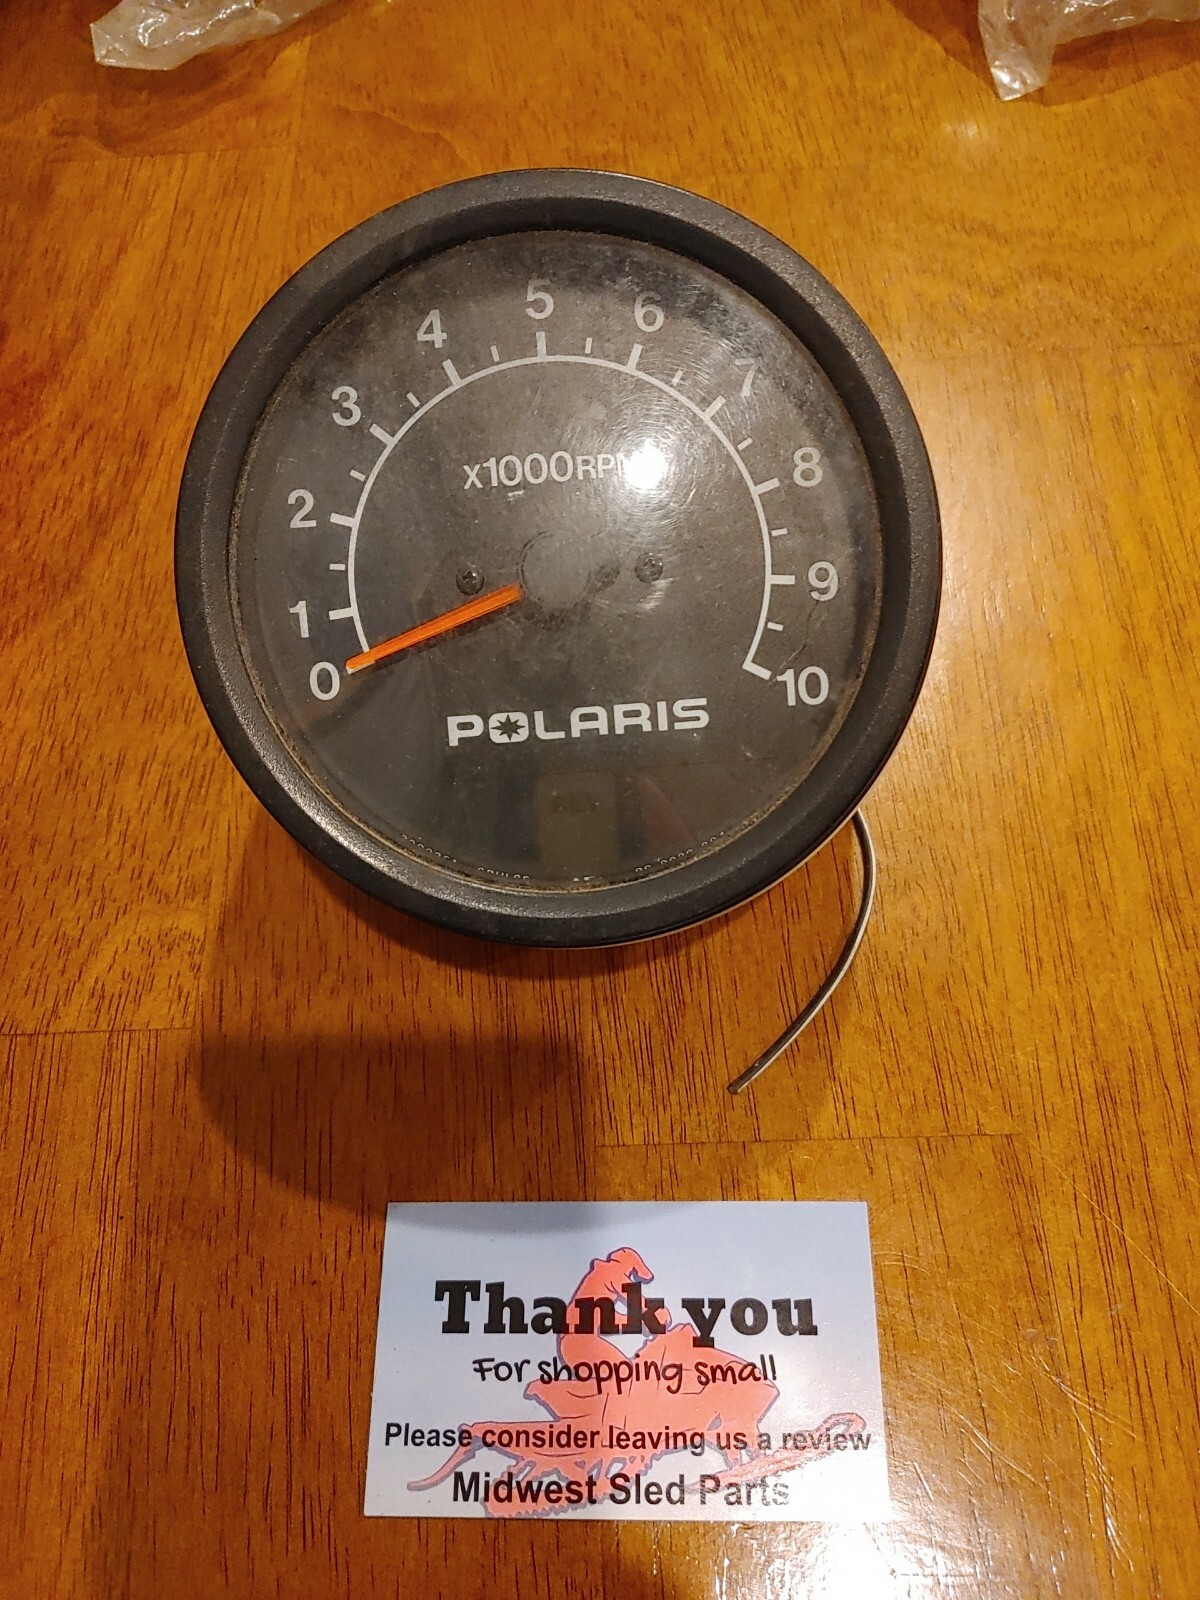 5
4 6
3 7
2 8
X1000RPM
1 9
0 10
POLARIS
REV
Thank you
For shopping small
Please consider leaving us a review
Midwest Sled Parts